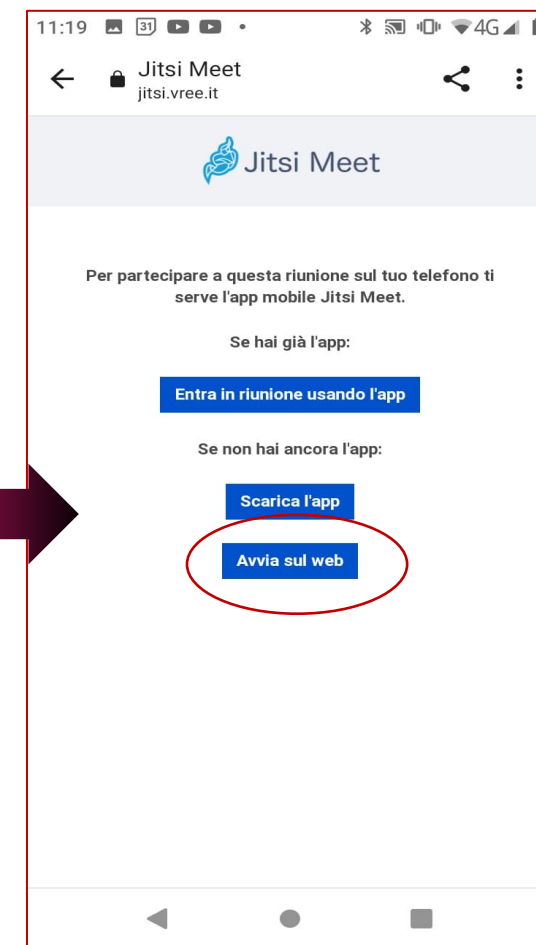 11:19 31 4G
Jitsi Meet
jitsi.vree.it
Jitsi Meet
Per partecipare a questa riunione sul tuo telefono ti
serve l'app mobile Jitsi Meet.
Se hai già l'app:
Entra in riunione usando l'app
Se non hai ancora l'app:
Scarica l'app
Avvia sul web